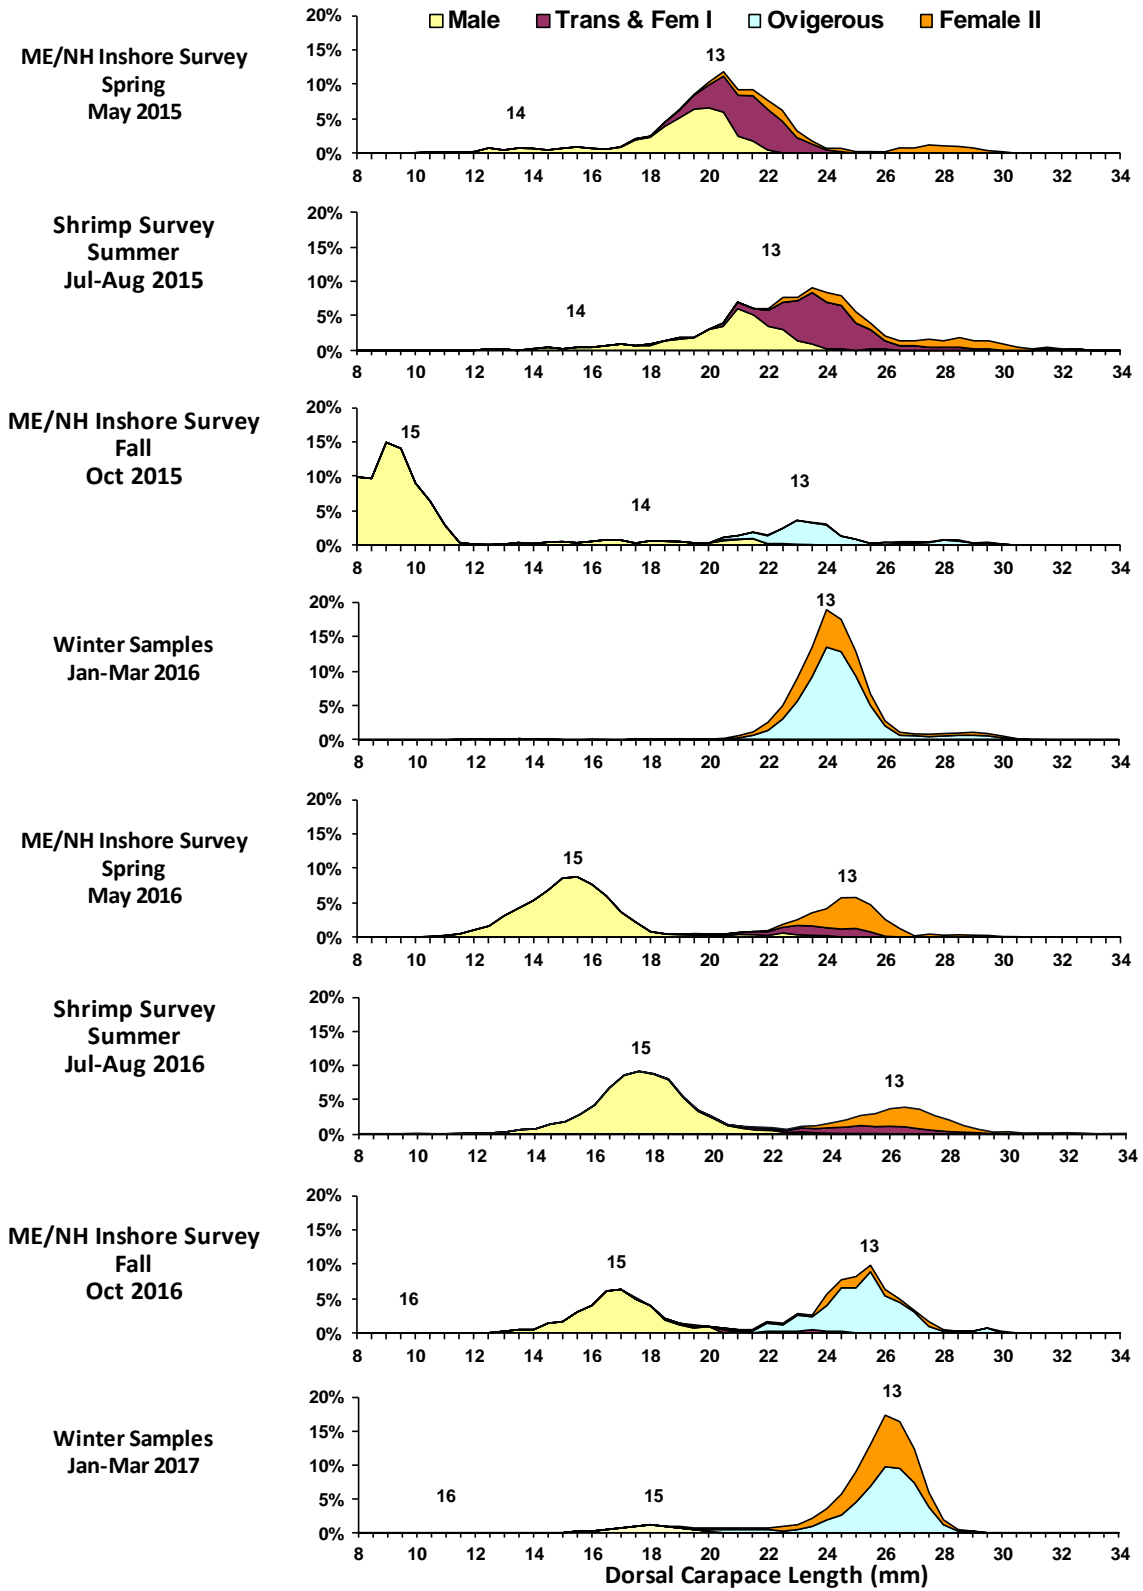 Male Trans & Fem I Ovigerous Female II
ME/NH Inshore Survey
Spring
May 2015
20%
15%
10%
5%
0%
13
14
8 10 12 14 16 18 20 22 24 26 28 30 32 34
Shrimp Survey
Summer
Jul-Aug 2015
20%
15%
10%
5%
0%
13
14
8 10 12 14 16 18 20 22 24 26 28 30 32 34
ME/NH Inshore Survey
Fall
Oct 2015
20%
15%
10%
5%
0%
15
13
14
8 10 12 14 16 18 20 22 24 26 28 30 32 34
Winter Samples
Jan-Mar 2016
20%
15%
10%
5%
0%
13
8 10 12 14 16 18 20 22 24 26 28 30 32 34
ME/NH Inshore Survey
Spring
May 2016
20%
15%
10%
5%
0%
15
13
8 10 12 14 16 18 20 22 24 26 28 30 32 34
Shrimp Survey
Summer
Jul-Aug 2016
20%
15%
10%
5%
0%
15
13
8 10 12 14 16 18 20 22 24 26 28 30 32 34
ME/NH Inshore Survey
Fall
Oct 2016
20%
15%
10%
5%
0%
13
15
16
8 10 12 14 16 18 20 22 24 26 28 30 32 34
Winter Samples
Jan-Mar 2017
20%
15%
10%
5%
0%
13
16
15
8 10 12 14 16 18 20 22 24 26 28 30 32 34
Dorsal Carapace Length (mm)